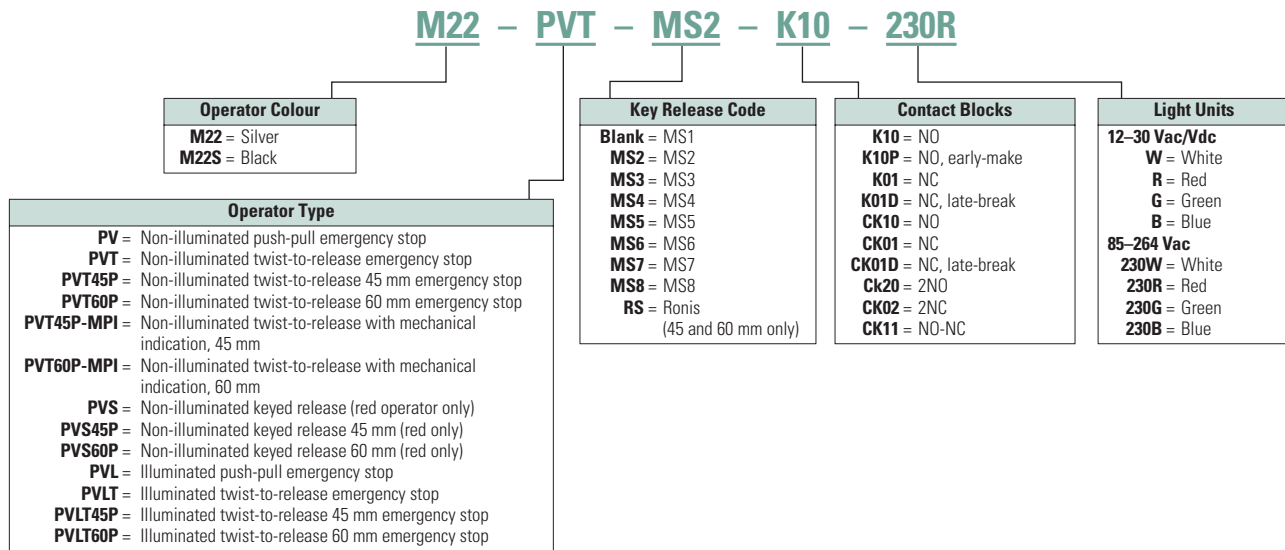 M22 – PVT – MS2 – K10 – 230R
Operator Colour
M22 = Silver
M22S = Black
Operator Type
PV = Non-illuminated push-pull emergency stop
PVT = Non-illuminated twist-to-release emergency stop
PVT45P = Non-illuminated twist-to-release 45 mm emergency stop
PVT60P = Non-illuminated twist-to-release 60 mm emergency stop
PVT45P-MPI = Non-illuminated twist-to-release with mechanical
indication, 45 mm
PVT60P-MPI = Non-illuminated twist-to-release with mechanical
indication, 60 mm
PVS = Non-illuminated keyed release (red operator only)
PVS45P = Non-illuminated keyed release 45 mm (red only)
PVS60P = Non-illuminated keyed release 60 mm (red only)
PVL = Illuminated push-pull emergency stop
PVLT = Illuminated twist-to-release emergency stop
PVLT45P = Illuminated twist-to-release 45 mm emergency stop
PVLT60P = Illuminated twist-to-release 60 mm emergency stop
Key Release Code
Blank = MS1
MS2 = MS2
MS3 = MS3
MS4 = MS4
MS5 = MS5
MS6 = MS6
MS7 = MS7
MS8 = MS8
RS = Ronis
(45 and 60 mm only)
Contact Blocks
K10 = NO
K10P = NO, early-make
K01 = NC
K01D = NC, late-break
CK10 = NO
CK01 = NC
CK01D = NC, late-break
Ck20 = 2NO
CK02 = 2NC
CK11 = NO-NC
Light Units
12–30 Vac/Vdc
W = White
R = Red
G = Green
B = Blue
85–264 Vac
230W = White
230R = Red
230G = Green
230B = Blue